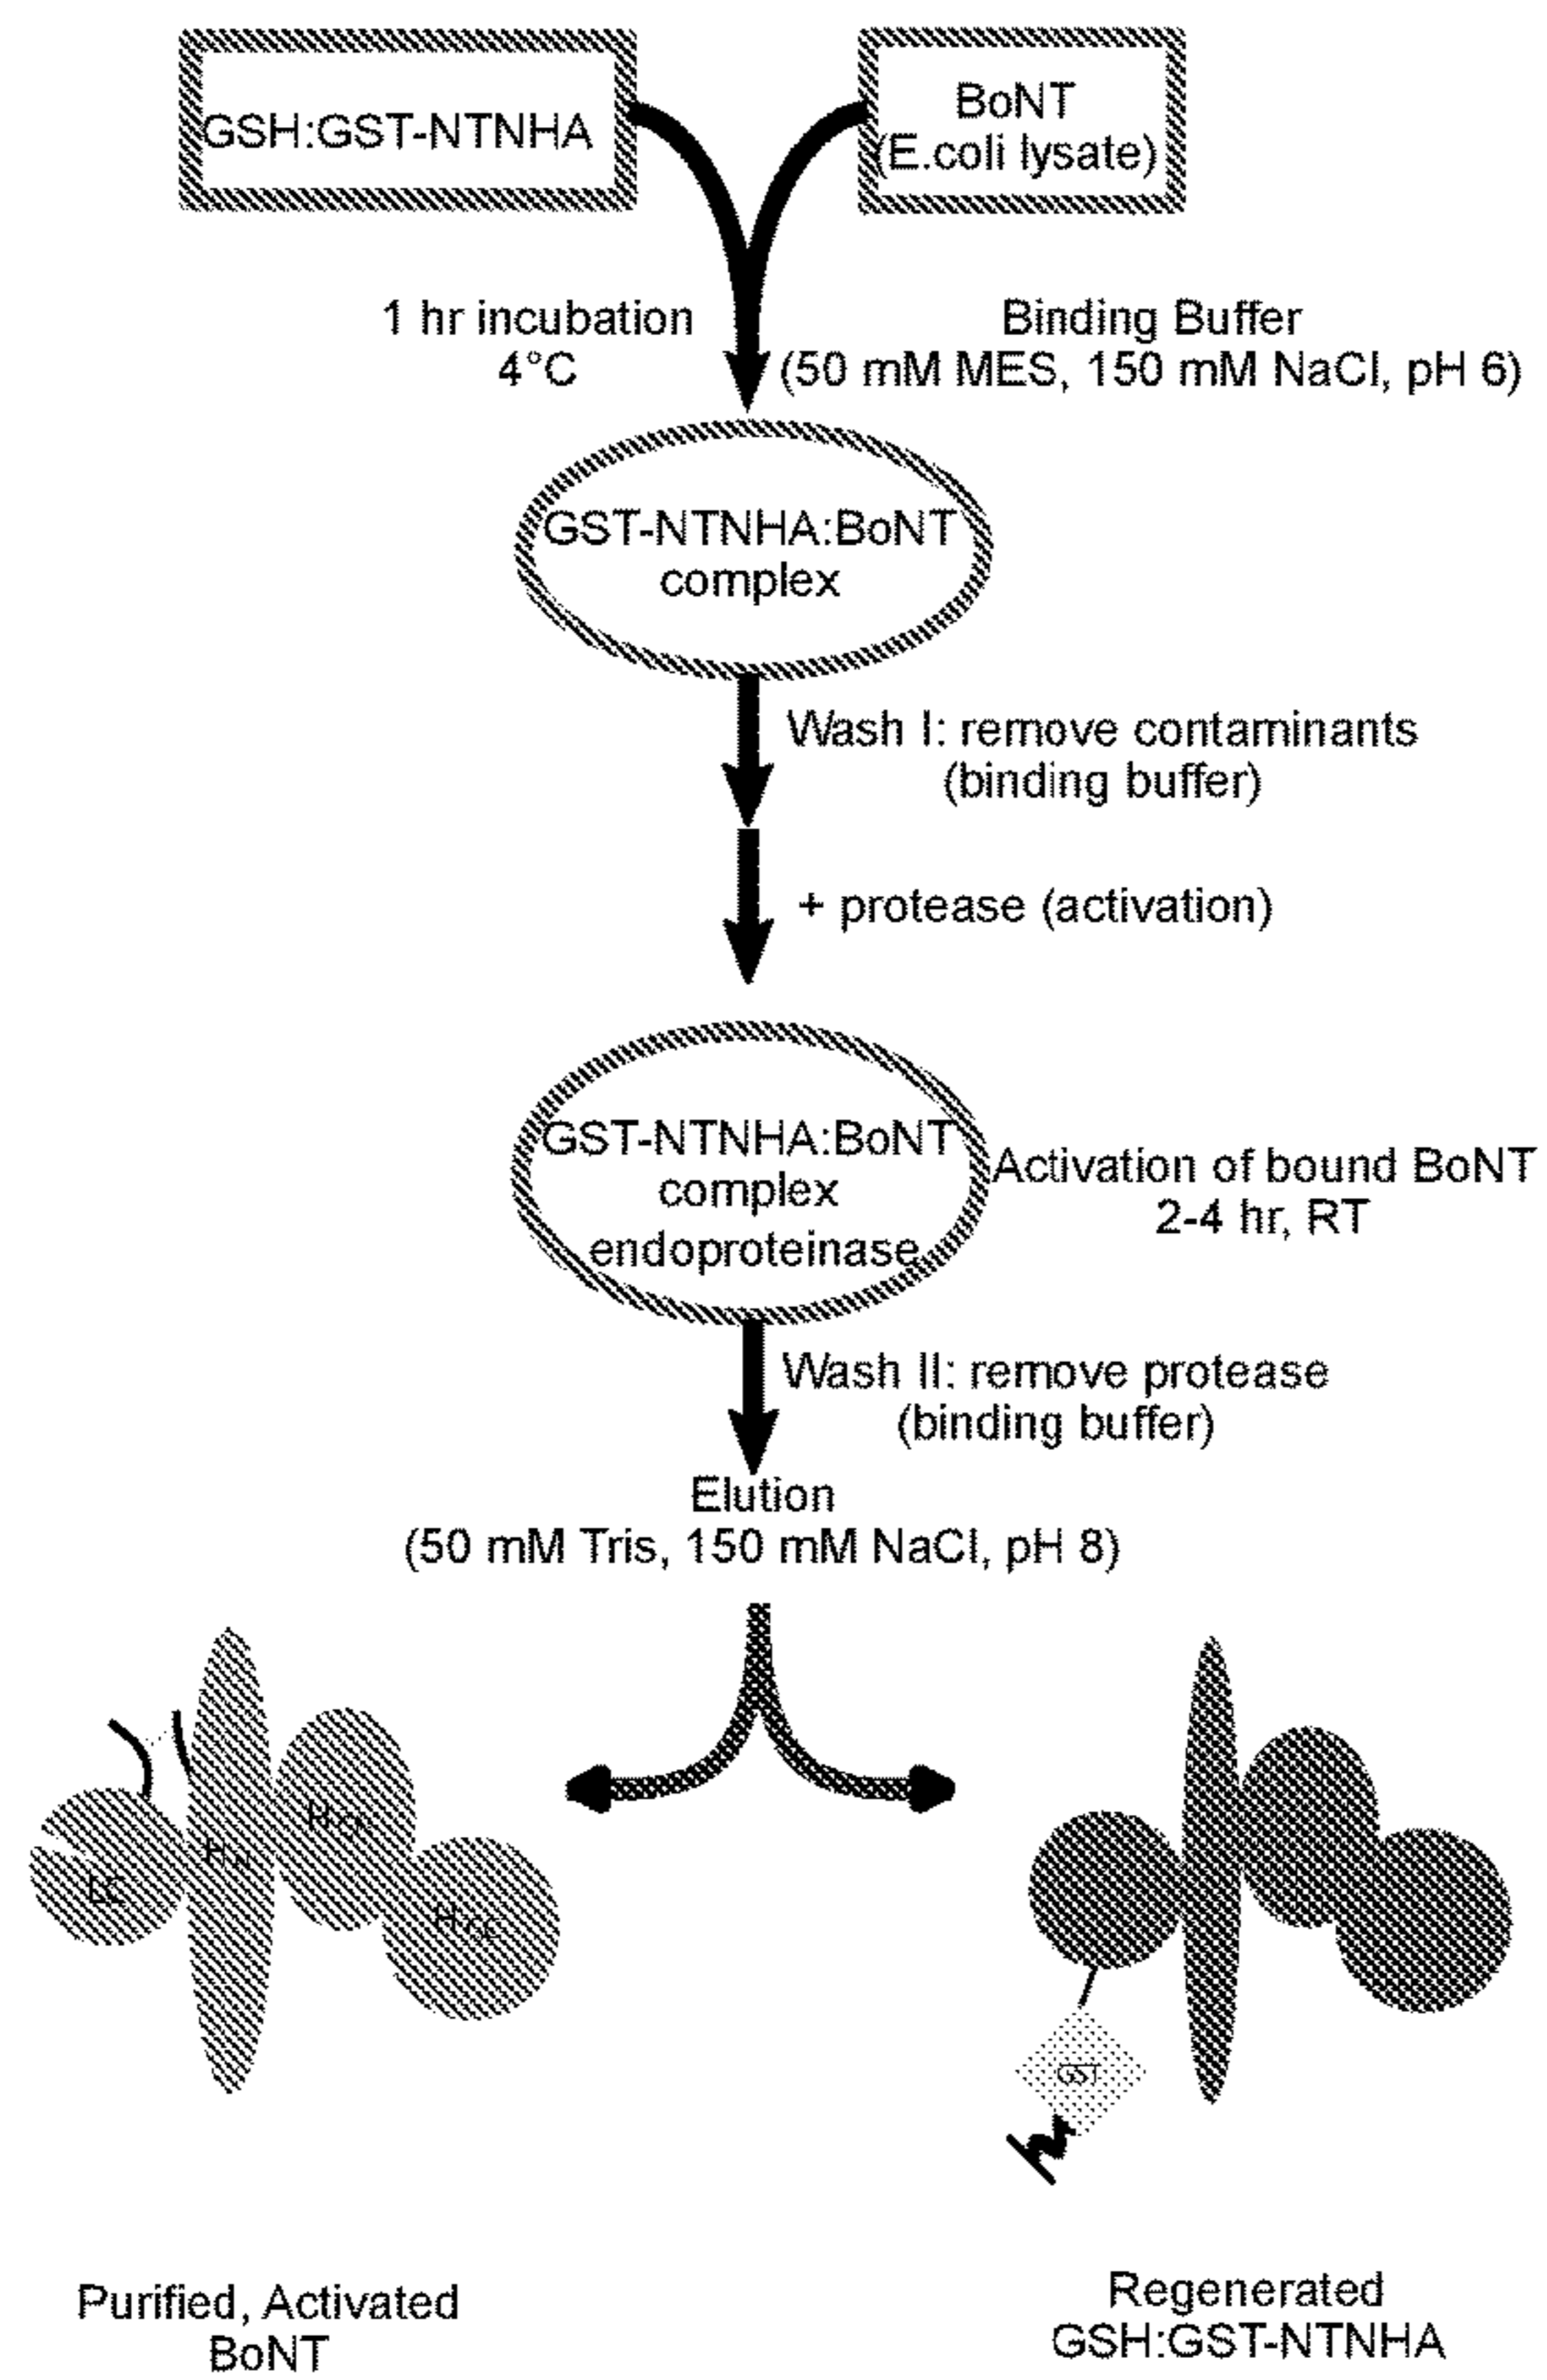 GSH:GST-NTNHA
BoNT
(E.coli lysate)
1 hr incubation
4°C
Binding Buffer
(50 mM MES, 150 mM NaCl, pH 6)
GST-NTNHA:BoNT
complex
Wash I: remove contaminants
(binding buffer)
+ protease (activation)
GST-NTNHA:BoNT
complex
endoproteinase
Activation of bound BoNT
2-4 hr, RT
Wash II: remove protease
(binding buffer)
Elution
(50 mM Tris, 150 mM NaCl, pH 8)
LC
HN
HCN
HCC
GST
Purified, Activated
BoNT
Regenerated
GSH:GST-NTNHA